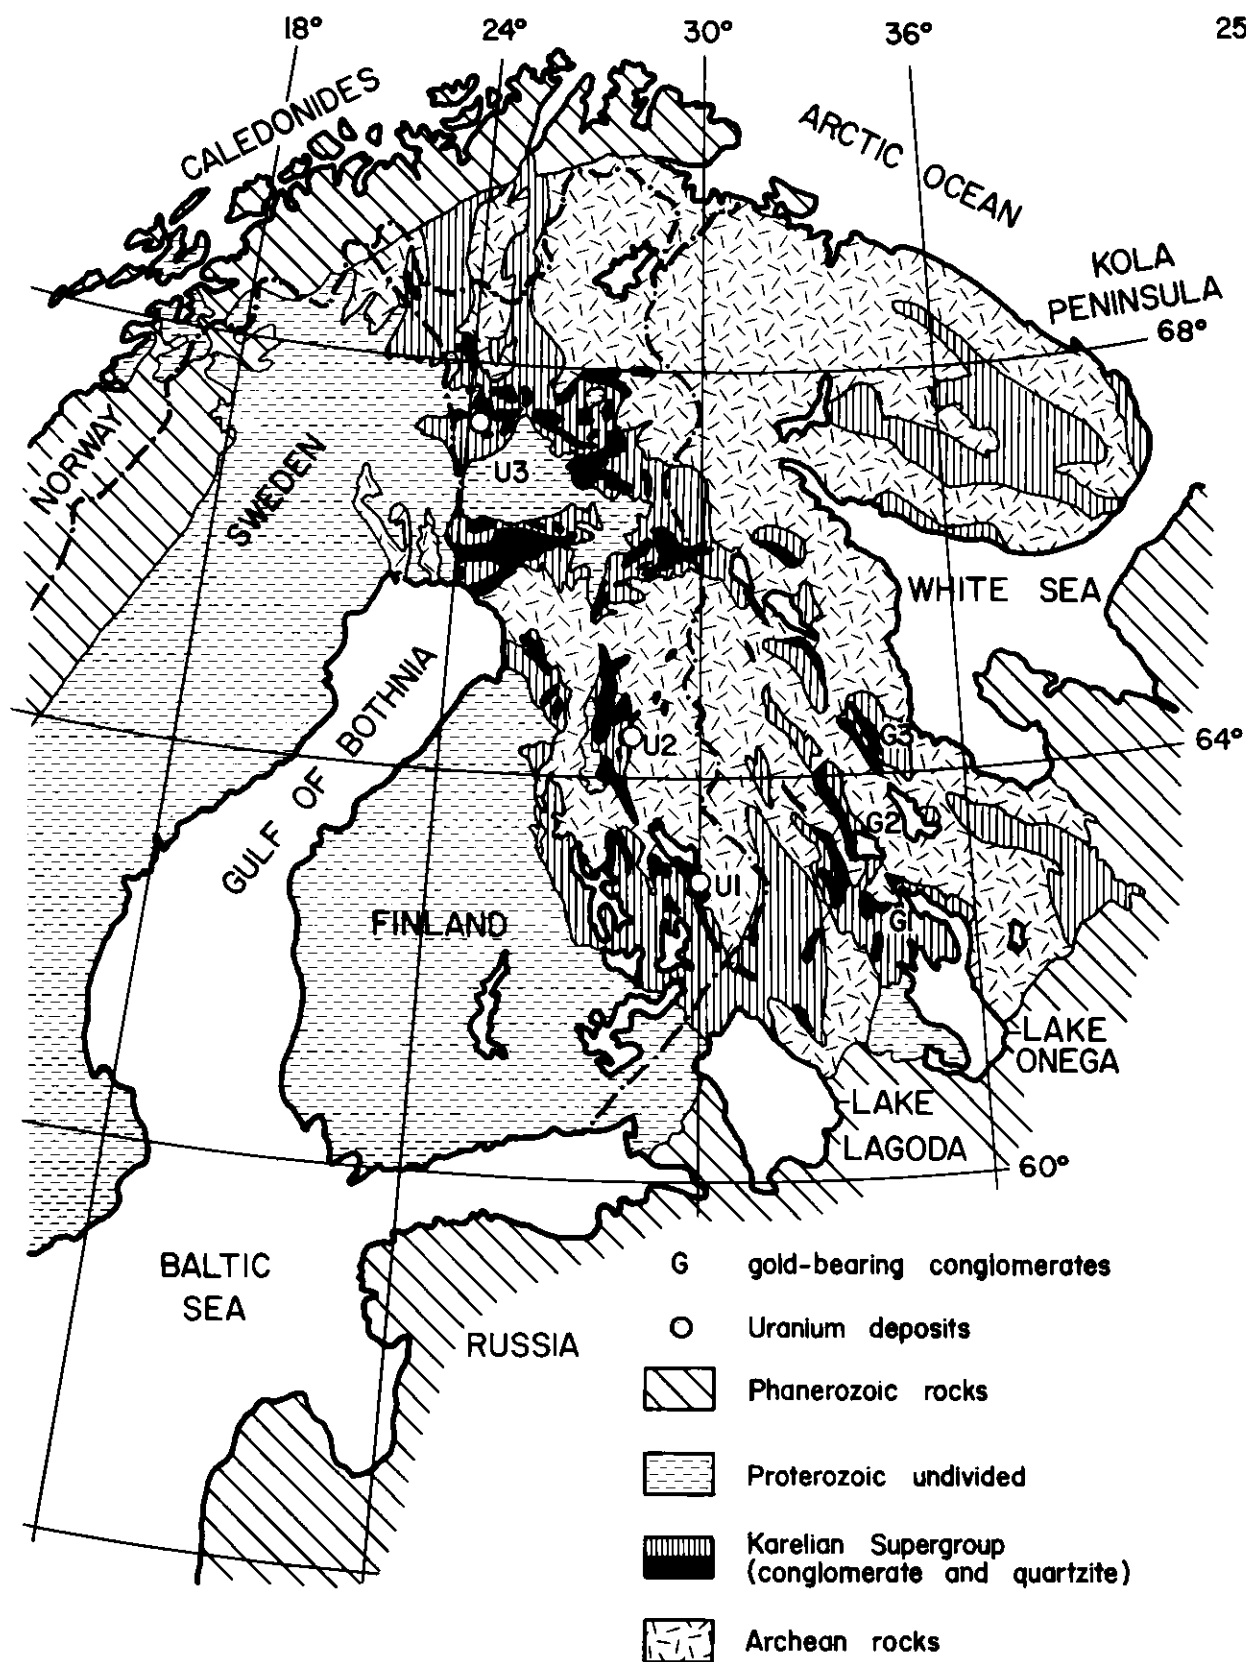 18° 24° 30° 36° 25
CALEDONIDES
ARCTIC OCEAN
KOLA
PENINSULA
68°
NORWAY
SWEDEN
U3
WHITE SEA
GULF OF BOTHNIA
U2
G3
64°
G2
U1
FINLAND
G1
LAKE
ONEGA
LAKE
LAGODA
60°
BALTIC
SEA
RUSSIA
G gold-bearing conglomerates
Uranium deposits
Phanerozoic rocks
Proterozoic undivided
Karelian Supergroup
(conglomerate and quartzite)
Archean rocks